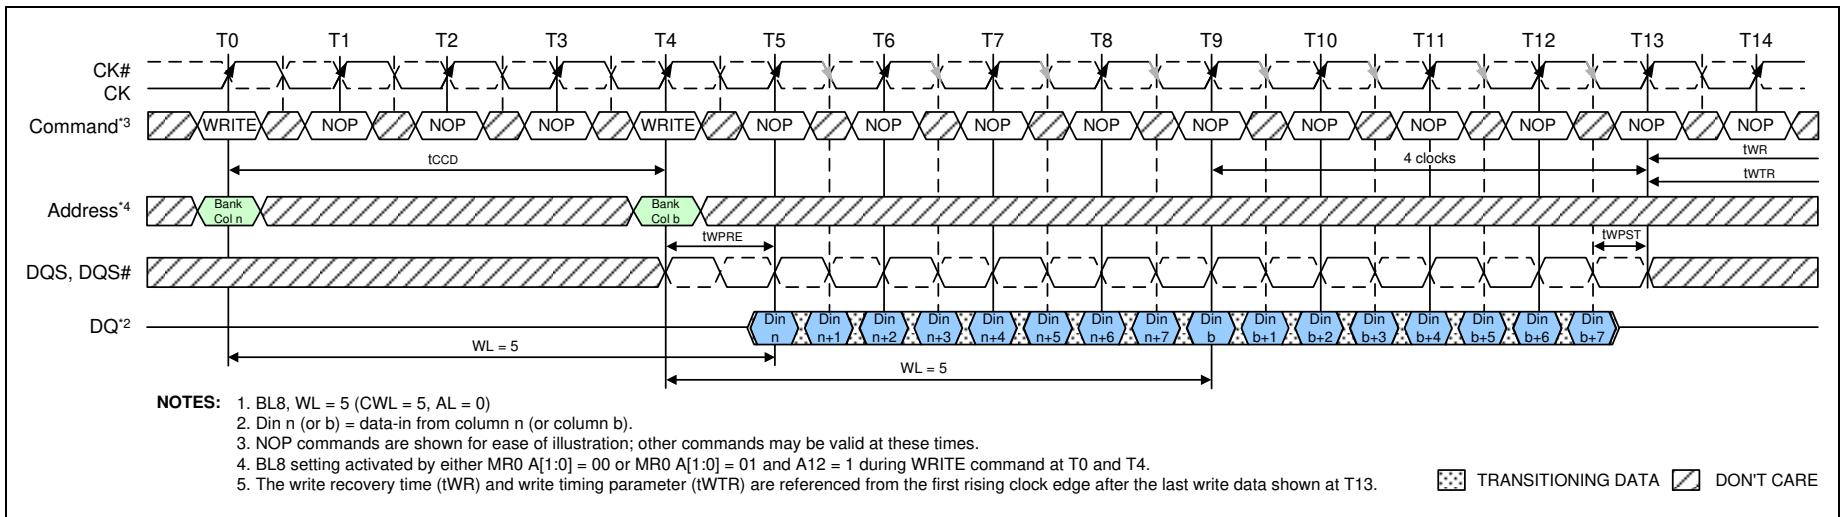 T0 T1 T2 T3 T4 T5 T6 T7 T8 T9 T10 T11 T12 T13 T14
CK#
CK
Command*3 WRITE NOP NOP NOP WRITE NOP NOP NOP NOP NOP NOP NOP NOP NOP NOP
tCCD 4 clocks tWR
tWTR
Address*4 Bank Col n Bank Col b
tWPRE tWPST
DQS, DQS#
DQ*2 Din n Din n+1 Din n+2 Din n+3 Din n+4 Din n+5 Din n+6 Din n+7 Din b Din b+1 Din b+2 Din b+3 Din b+4 Din b+5 Din b+6 Din b+7
WL = 5
WL = 5
NOTES: 1. BL8, WL = 5 (CWL = 5, AL = 0)
2. Din n (or b) = data-in from column n (or column b).
3. NOP commands are shown for ease of illustration; other commands may be valid at these times.
4. BL8 setting activated by either MR0 A[1:0] = 00 or MR0 A[1:0] = 01 and A12 = 1 during WRITE command at T0 and T4.
5. The write recovery time (tWR) and write timing parameter (tWTR) are referenced from the first rising clock edge after the last write data shown at T13.
TRANSITIONING DATA DON'T CARE